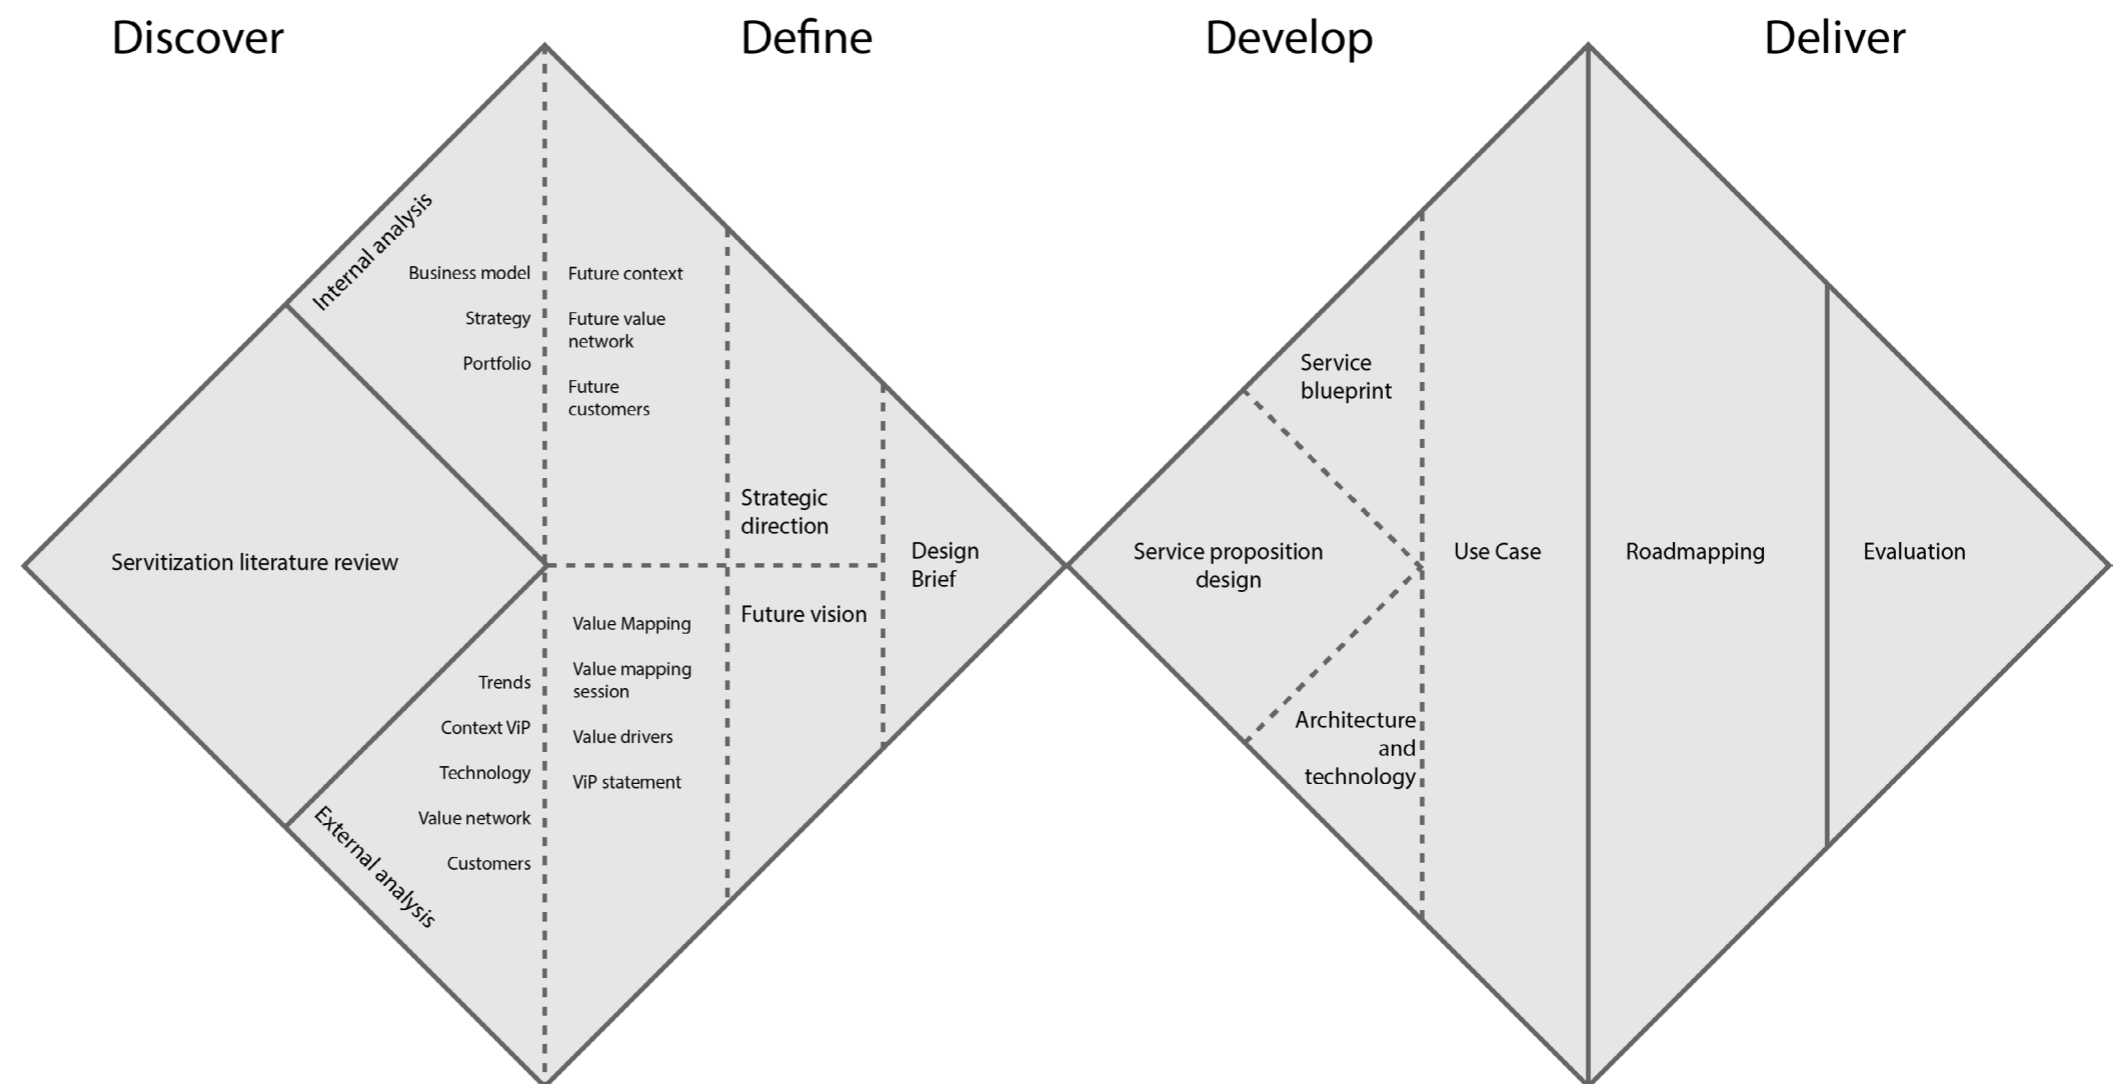 Discover
Define
Develop
Deliver
Internal analysis
Business model
Strategy
Portfolio
Servitization literature review
External analysis
Trends
Context ViP
Technology
Value network
Customers
Future context
Future value
network
Future
customers
Value Mapping
Value mapping
session
Value drivers
ViP statement
Strategic
direction
Future vision
Design
Brief
Service proposition
design
Service
blueprint
Architecture
and
technology
Use Case
Roadmapping
Evaluation